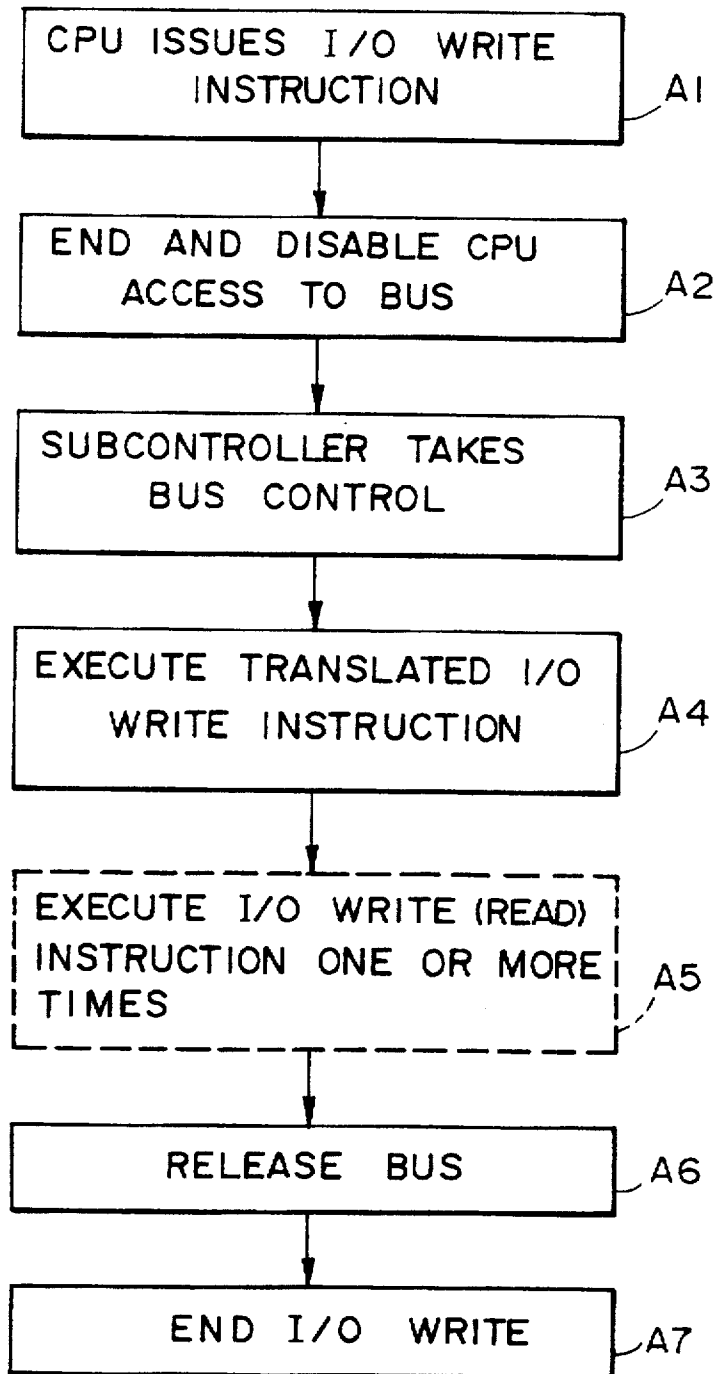 CPU ISSUES I/O WRITE
INSTRUCTION
A1
END AND DISABLE CPU
ACCESS TO BUS
A2
SUBCONTROLLER TAKES
BUS CONTROL
A3
EXECUTE TRANSLATED I/O
WRITE INSTRUCTION
A4
EXECUTE I/O WRITE (READ)
INSTRUCTION ONE OR MORE
TIMES
A5
RELEASE BUS
A6
END I/O WRITE
A7